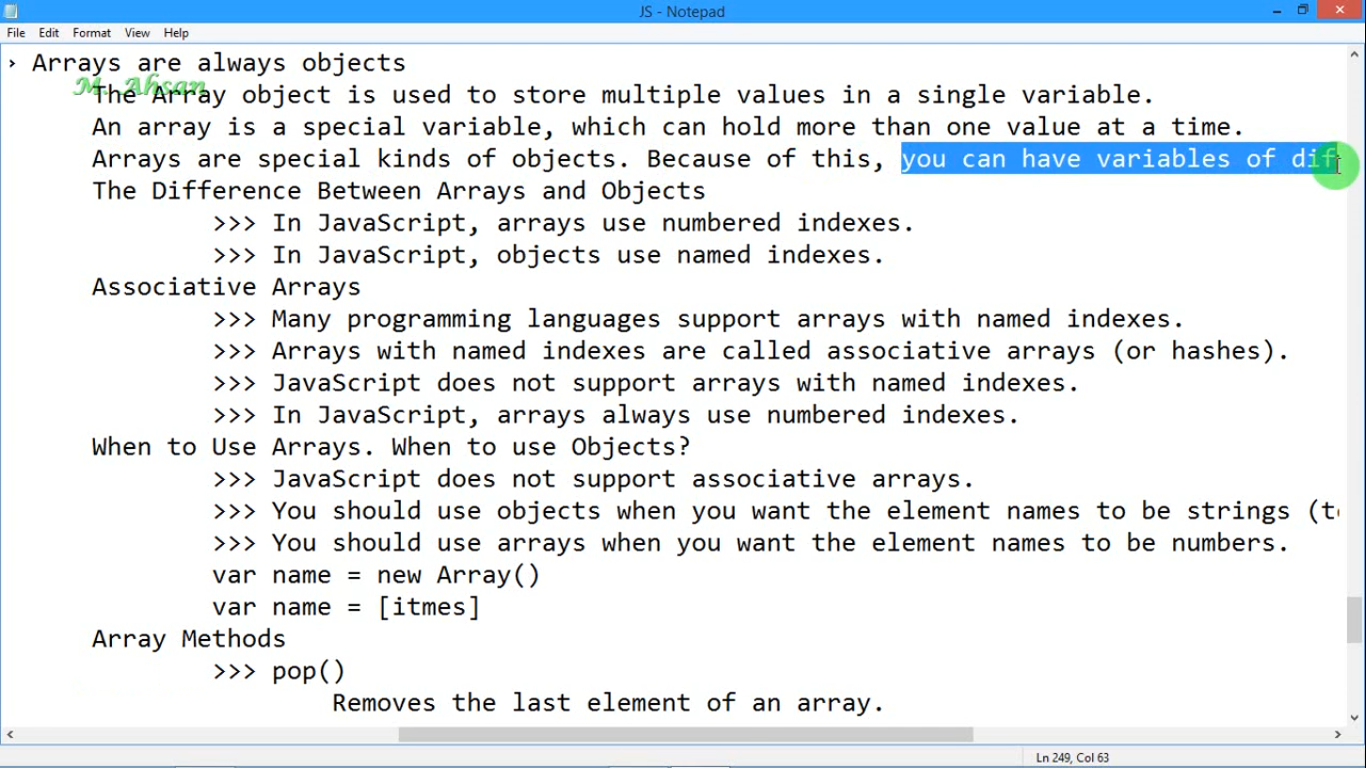 JS - Notepad
File Edit Format View Help
› Arrays are always objects
M. Ahsan
The Array object is used to store multiple values in a single variable.
An array is a special variable, which can hold more than one value at a time.
Arrays are special kinds of objects. Because of this, you can have variables of dif
The Difference Between Arrays and Objects
>>> In JavaScript, arrays use numbered indexes.
>>> In JavaScript, objects use named indexes.
Associative Arrays
>>> Many programming languages support arrays with named indexes.
>>> Arrays with named indexes are called associative arrays (or hashes).
>>> JavaScript does not support arrays with named indexes.
>>> In JavaScript, arrays always use numbered indexes.
When to Use Arrays. When to use Objects?
>>> JavaScript does not support associative arrays.
>>> You should use objects when you want the element names to be strings (t
>>> You should use arrays when you want the element names to be numbers.
var name = new Array()
var name = [itmes]
Array Methods
>>> pop()
Removes the last element of an array.
Ln 249, Col 63